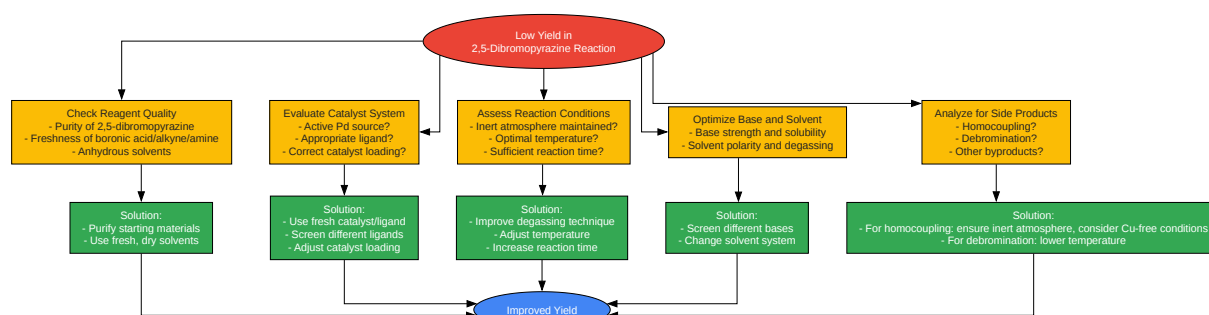 Low Yield in
2,5-Dibromopyrazine Reaction
Check Reagent Quality
- Purity of 2,5-dibromopyrazine
- Freshness of boronic acid/alkyne/amine
- Anhydrous solvents
Evaluate Catalyst System
- Active Pd source?
- Appropriate ligand?
- Correct catalyst loading?
Assess Reaction Conditions
- Inert atmosphere maintained?
- Optimal temperature?
- Sufficient reaction time?
Optimize Base and Solvent
- Base strength and solubility
- Solvent polarity and degassing
Analyze for Side Products
- Homocoupling?
- Debromination?
- Other byproducts?
Solution:
- Purify starting materials
- Use fresh, dry solvents
Solution:
- Use fresh catalyst/ligand
- Screen different ligands
- Adjust catalyst loading
Solution:
- Improve degassing technique
- Adjust temperature
- Increase reaction time
Solution:
- Screen different bases
- Change solvent system
Solution:
- For homocoupling: ensure inert atmosphere, consider Cu-free conditions
- For debromination: lower temperature
Improved Yield